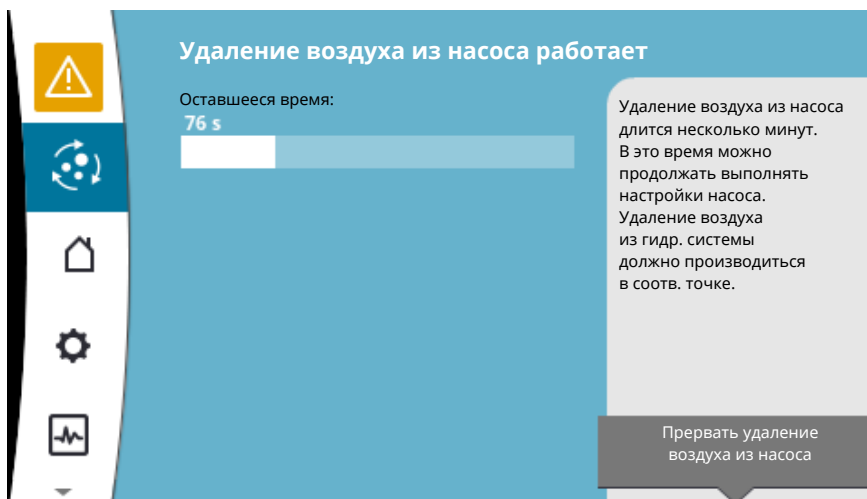 Удаление воздуха из насоса работает
Оставшееся время:
76 s
Удаление воздуха из насоса
длится несколько минут.
В это время можно
продолжать выполнять
настройки насоса.
Удаление воздуха
из гидр. системы
должно производиться
в соотв. точке.
Прервать удаление
воздуха из насоса